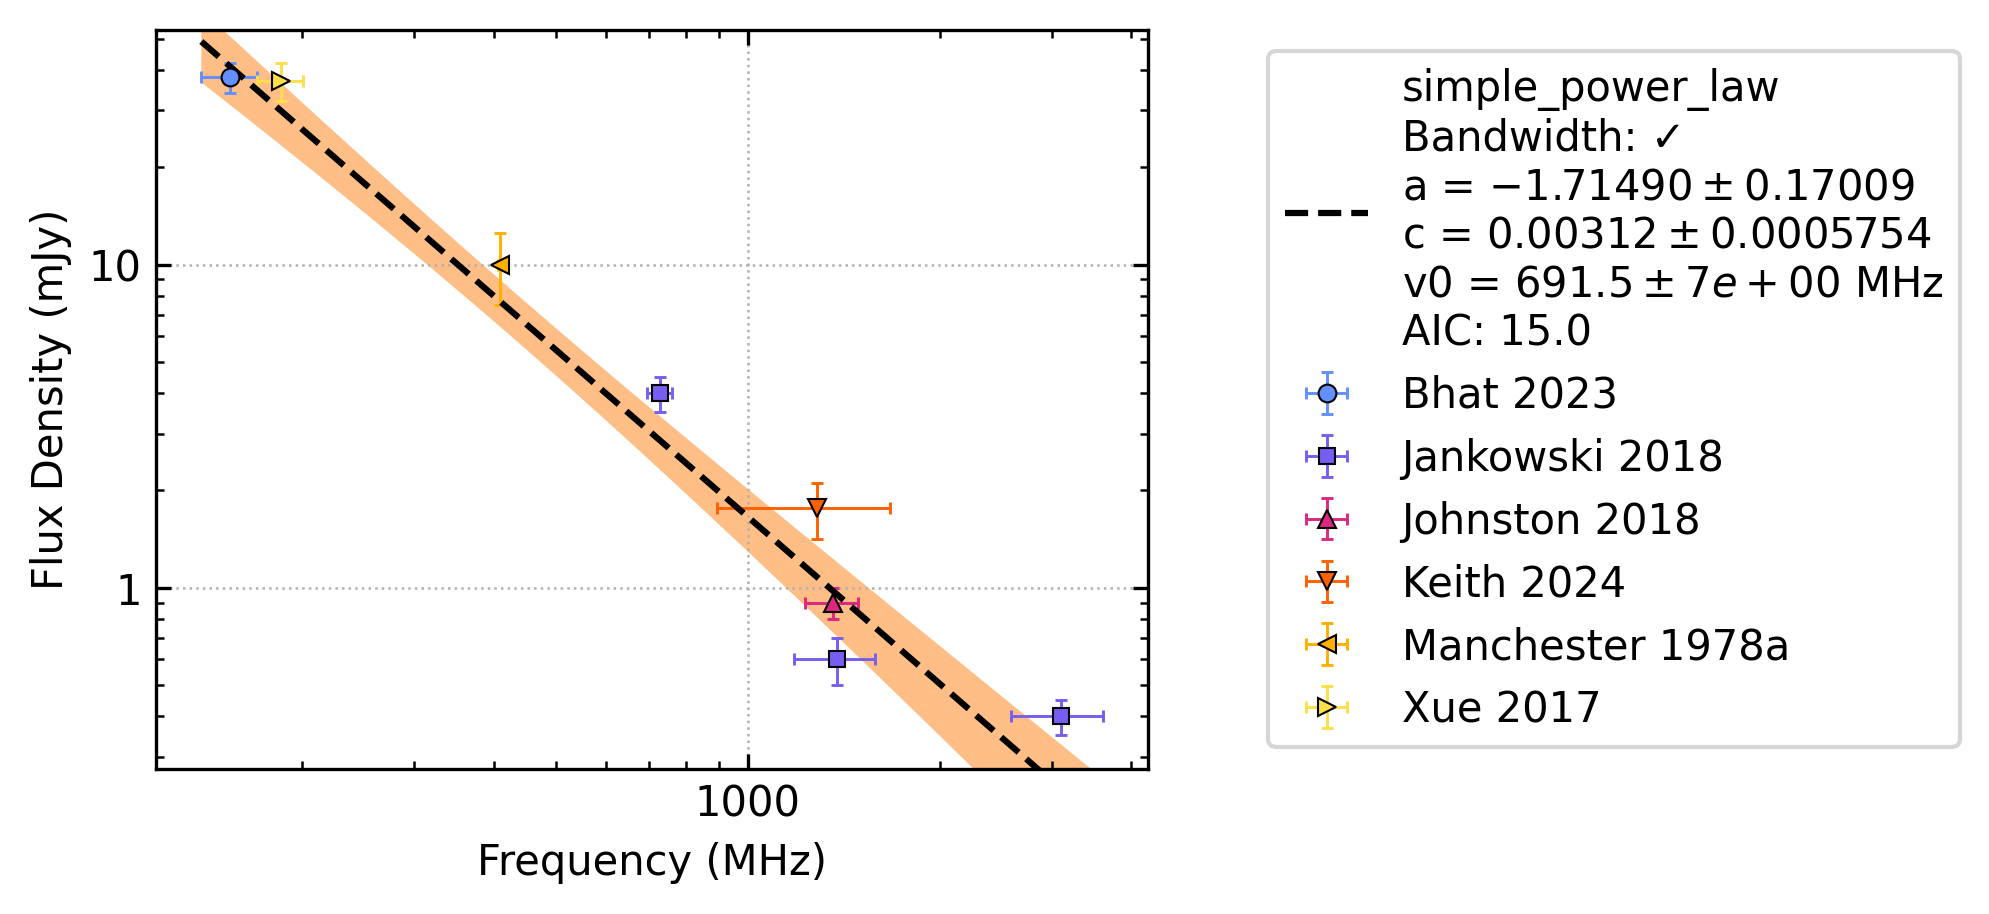 10
1
1000
Flux Density (mJy)
Frequency (MHz)
simple_power_law
Bandwidth: ✓
a = −1.71490 ± 0.17009
c = 0.00312 ± 0.0005754
v0 = 691.5 ± 7e + 00 MHz
AIC: 15.0
Bhat 2023
Jankowski 2018
Johnston 2018
Keith 2024
Manchester 1978a
Xue 2017